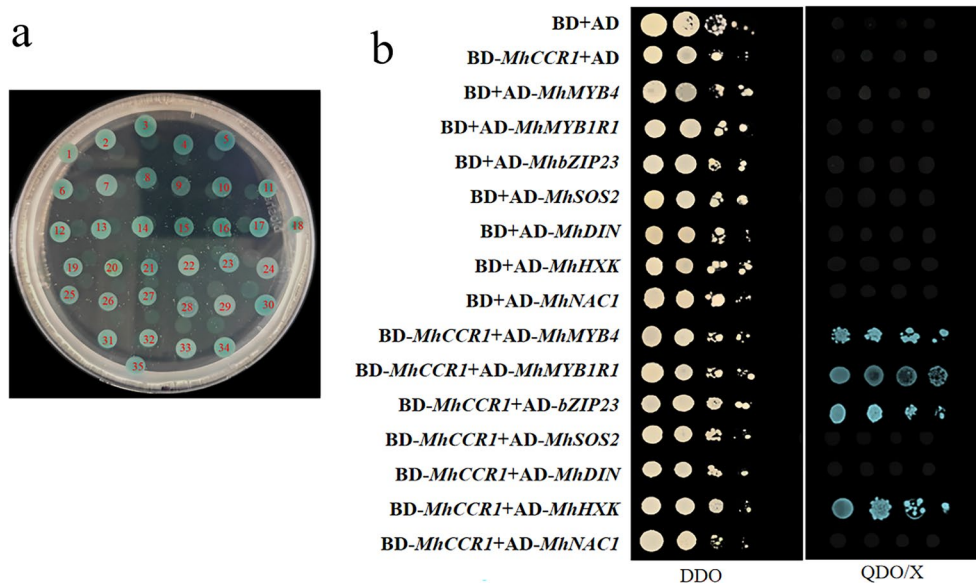 a
b
1
2
3
4
5
6
7
8
9
10
11
12
13
14
15
16
17
18
19
20
21
22
23
24
25
26
27
28
29
30
31
32
33
34
35
BD+AD
BD-MhCCR1+AD
BD+AD-MhMYB4
BD+AD-MhMYB1R1
BD+AD-MhbZIP23
BD+AD-MhSOS2
BD+AD-MhDIN
BD+AD-MhHXK
BD+AD-MhNAC1
BD-MhCCR1+AD-MhMYB4
BD-MhCCR1+AD-MhMYB1R1
BD-MhCCR1+AD-bZIP23
BD-MhCCR1+AD-MhSOS2
BD-MhCCR1+AD-MhDIN
BD-MhCCR1+AD-MhHXK
BD-MhCCR1+AD-MhNAC1
DDO
QDO/X